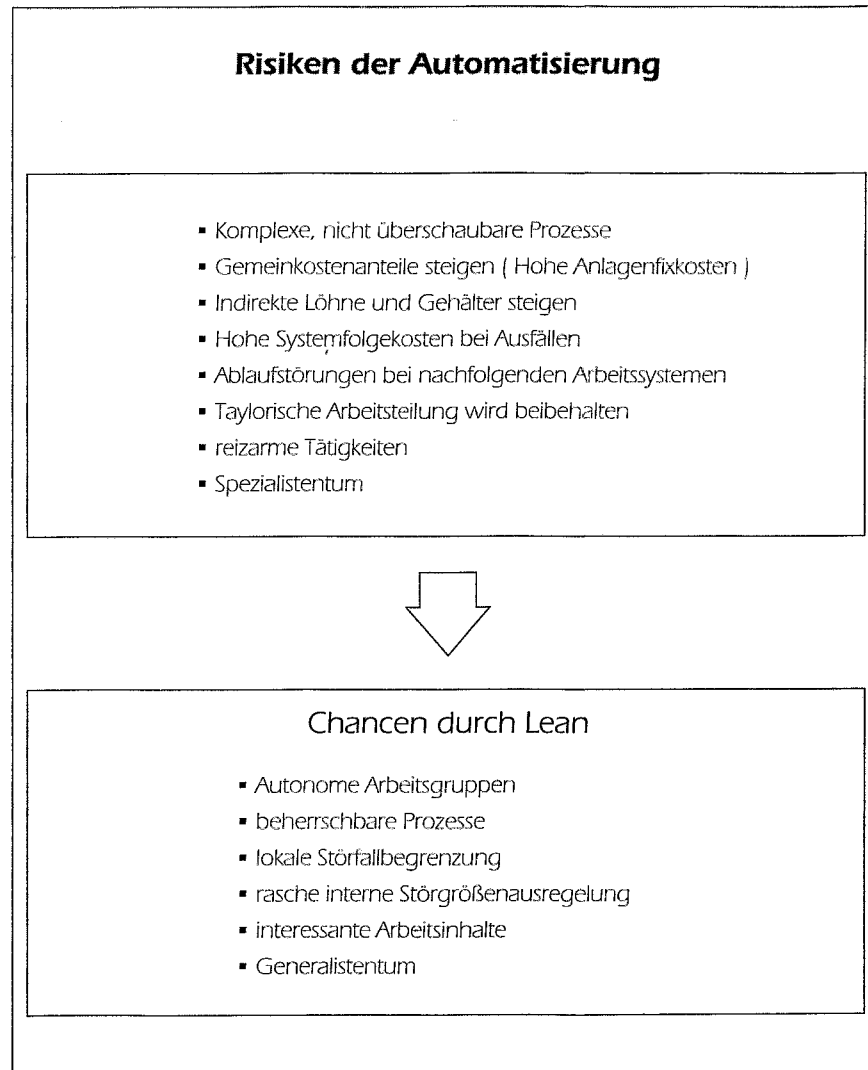 Risiken der Automatisierung
▪ Komplexe, nicht überschaubare Prozesse
▪ Gemeinkostenanteile steigen ( Hohe Anlagenfixkosten )
▪ Indirekte Löhne und Gehälter steigen
▪ Hohe Systemfolgekosten bei Ausfällen
▪ Ablaufstörungen bei nachfolgenden Arbeitssystemen
▪ Taylorische Arbeitsteilung wird beibehalten
▪ reizarme Tätigkeiten
▪ Spezialistentum
Chancen durch Lean
▪ Autonome Arbeitsgruppen
▪ beherrschbare Prozesse
▪ lokale Störfallbegrenzung
▪ rasche interne Störgrößenausregelung
▪ interessante Arbeitsinhalte
▪ Generalistentum